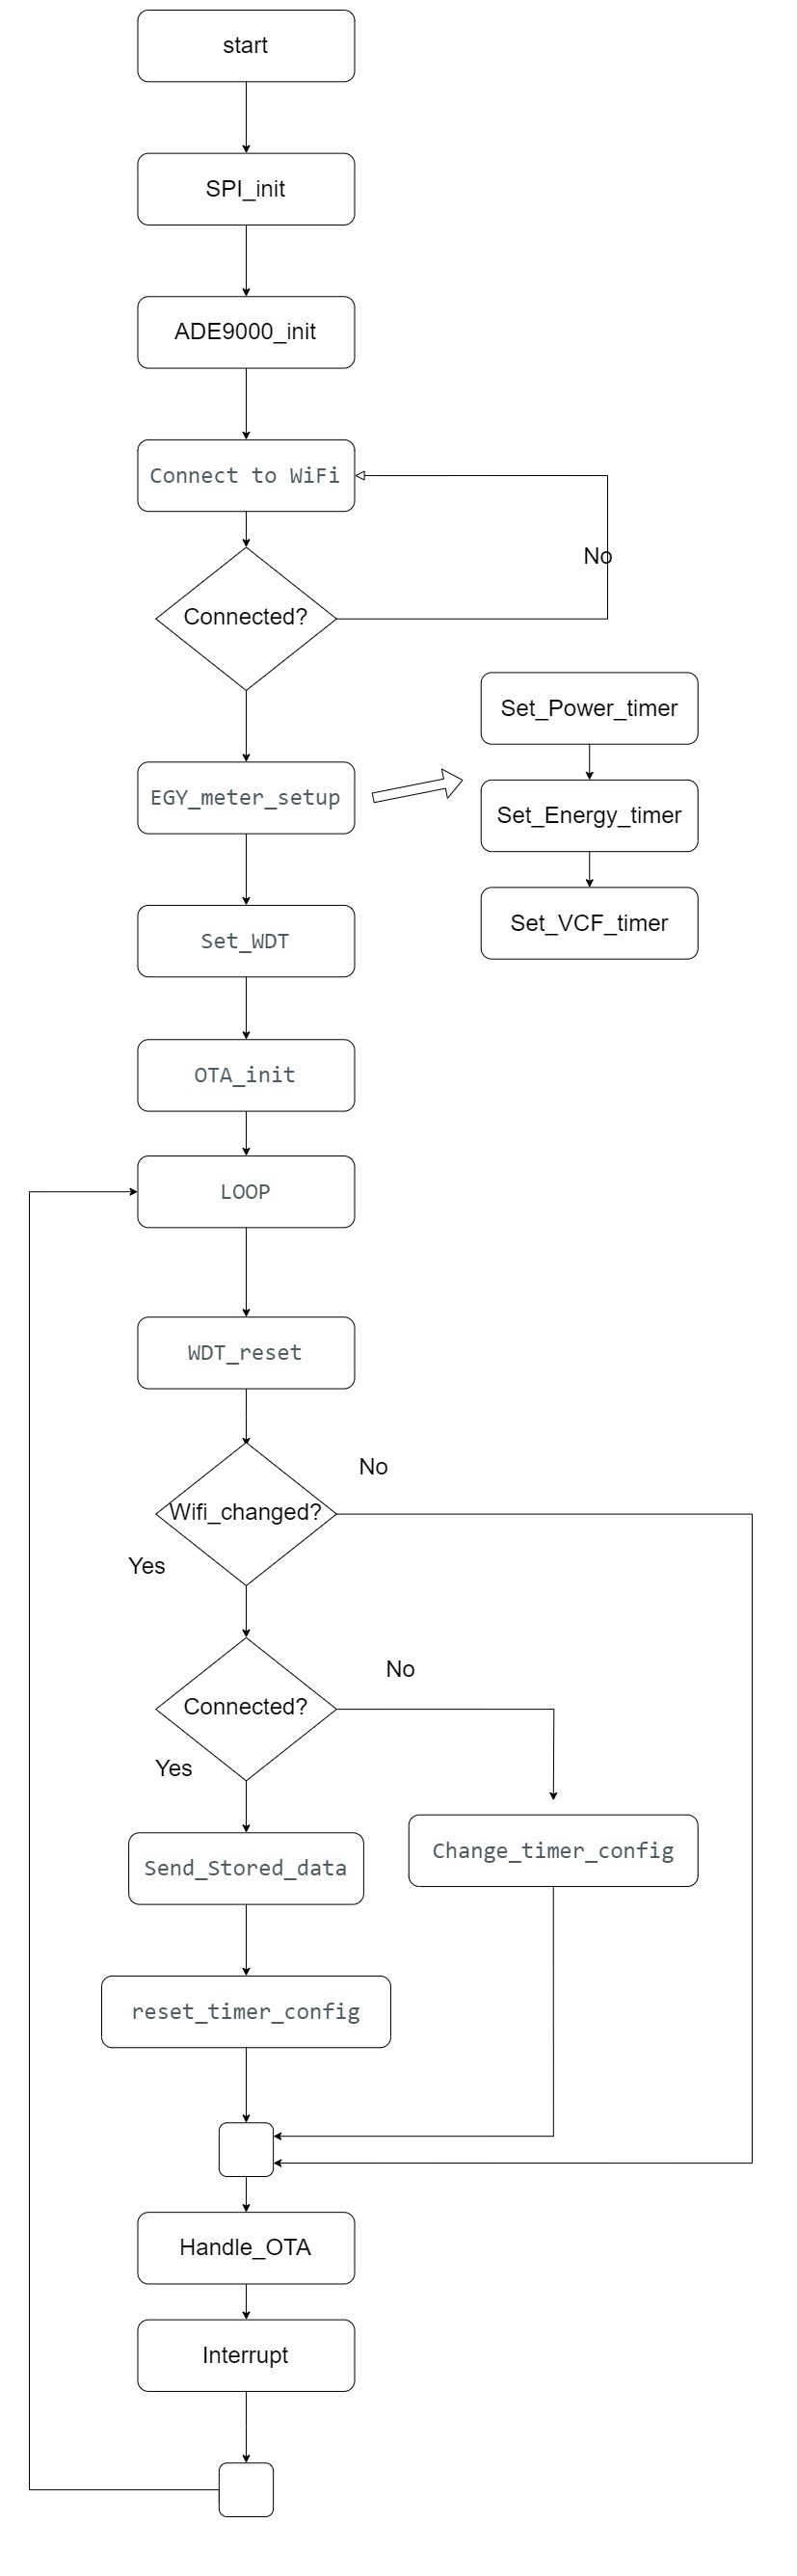 start
SPI_init
ADE9000_init
Connect to WiFi
No
Connected?
Set_Power_timer
EGY_meter_setup
Set_Energy_timer
Set_VCF_timer
Set_WDT
OTA_init
LOOP
WDT_reset
No
Wifi_changed?
Yes
No
Connected?
Yes
Change_timer_config
Send_Stored_data
reset_timer_config
Handle_OTA
Interrupt